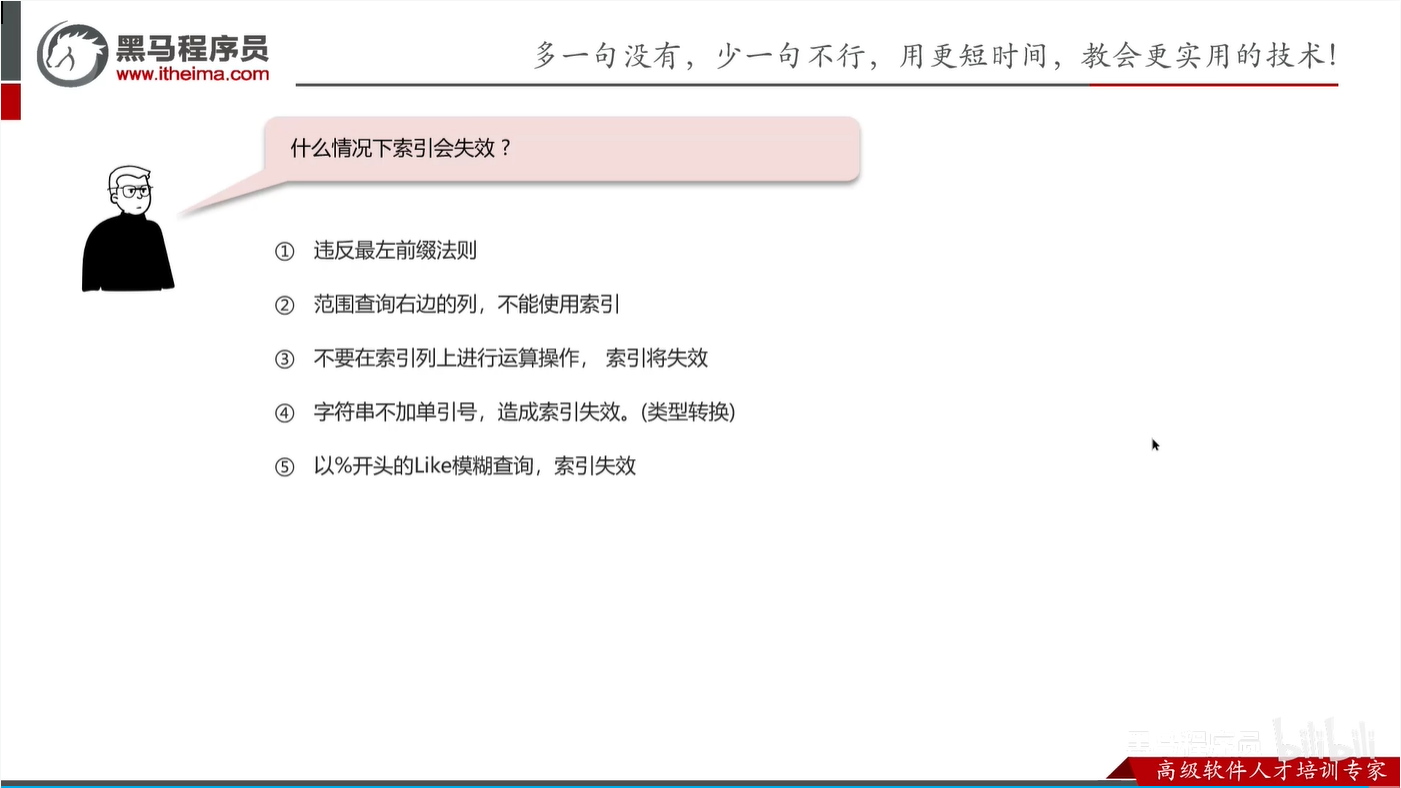 黑马程序员
www.itheima.com
多一句没有，少一句不行，用更短时间，教会更实用的技术！
什么情况下索引会失效？
① 违反最左前缀法则
② 范围查询右边的列，不能使用索引
③ 不要在索引列上进行运算操作， 索引将失效
④ 字符串不加单引号，造成索引失效。(类型转换)
⑤ 以%开头的Like模糊查询，索引失效
黑马程序员 bilibili
高级软件人才培训专家